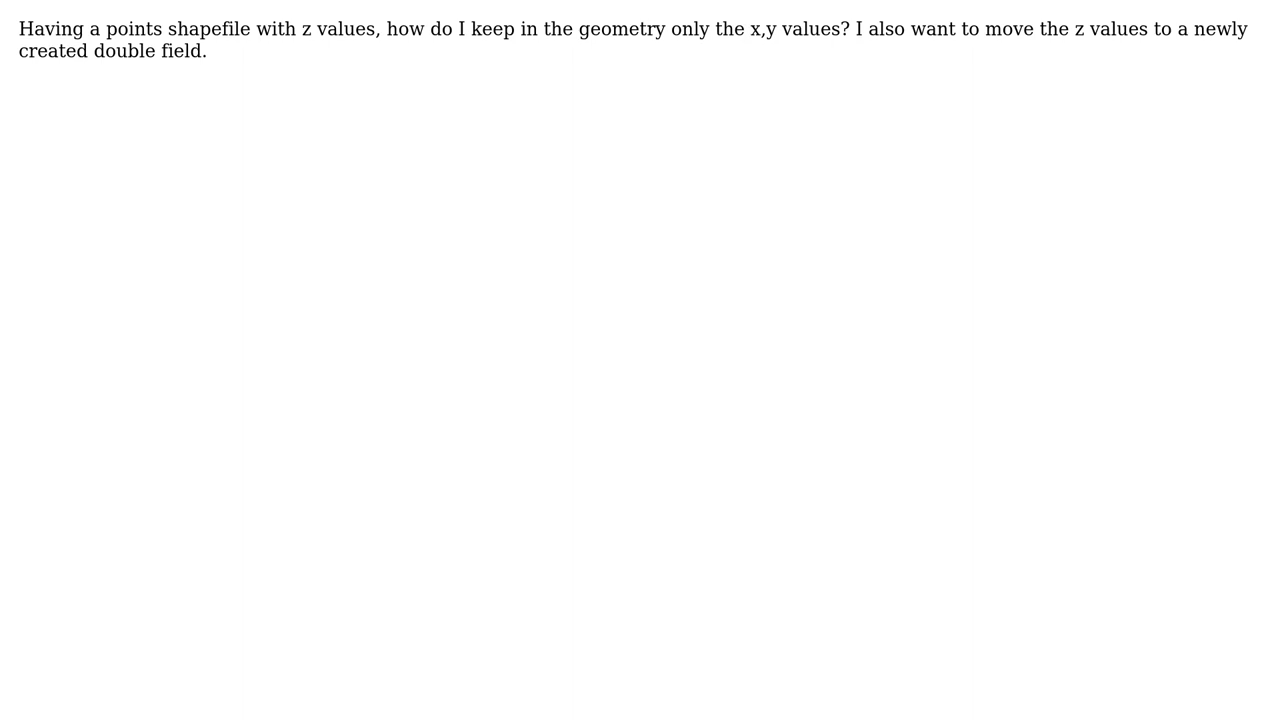 Having a points shapefile with z values, how do I keep in the geometry only the x,y values? I also want to move the z values to a newly
created double field.